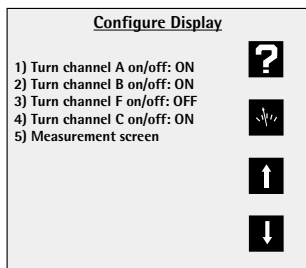 Configure Display
1) Turn channel A on/off: ON
2) Turn channel B on/off: ON
3) Turn channel F on/off: OFF
4) Turn channel C on/off: ON
5) Measurement screen
?